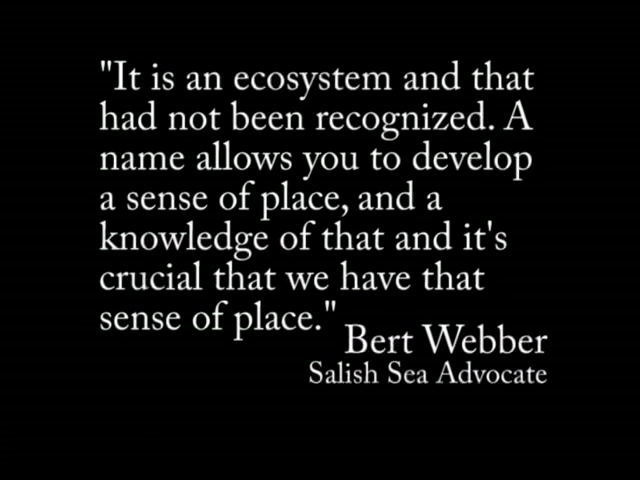 "It is an ecosystem and that
had not been recognized. A
name allows you to develop
a sense of place, and a
knowledge of that and it's
crucial that we have that
sense of place."
Bert Webber
Salish Sea Advocate